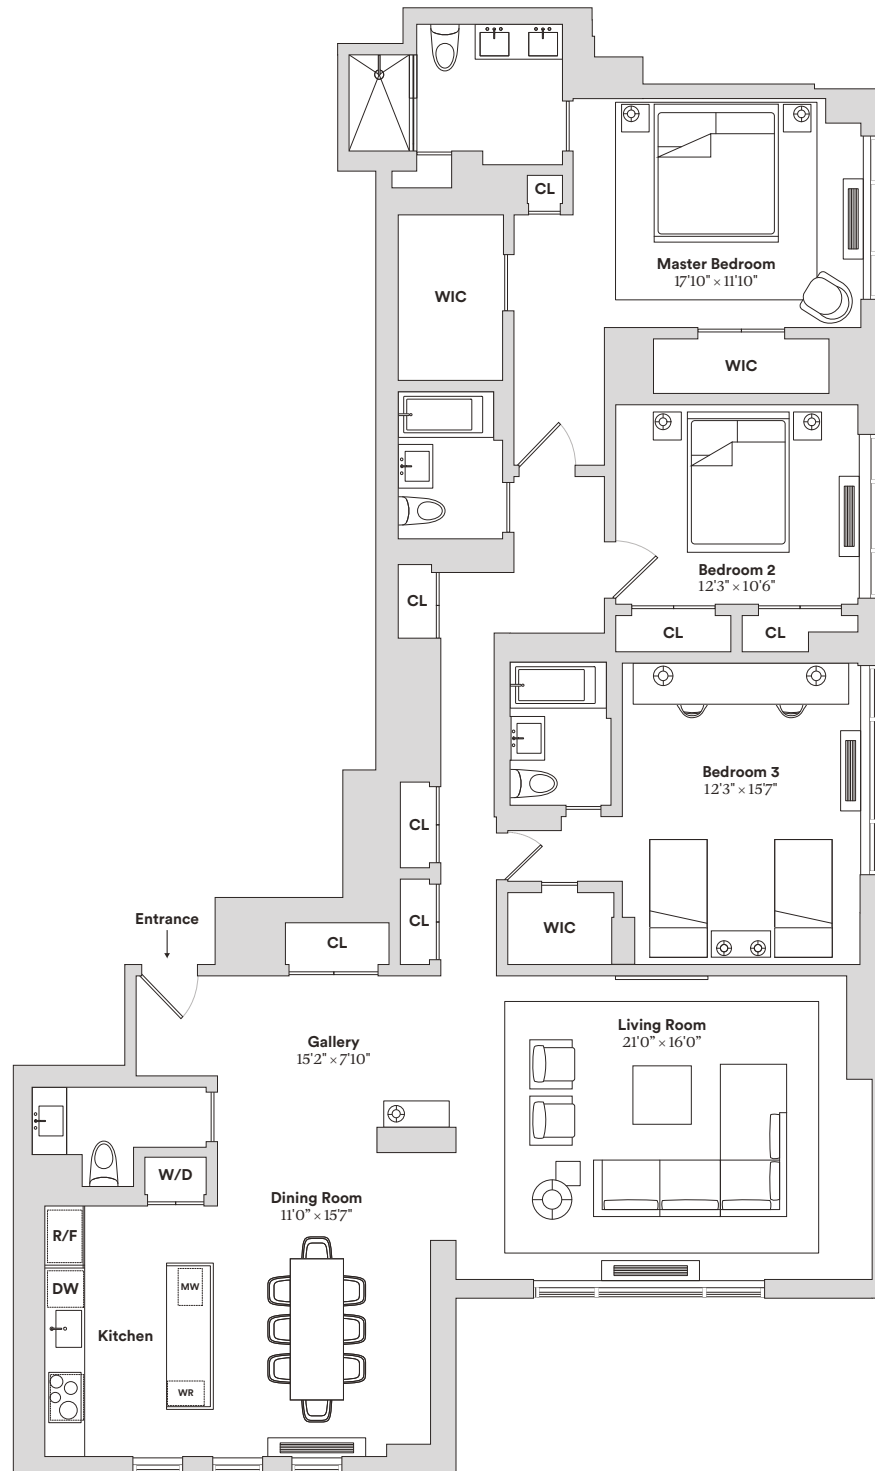 CL
Master Bedroom
17'10" × 11'10"
WIC
WIC
Bedroom 2
12'3" × 10'6"
CL
CL
CL
Bedroom 3
12'3" × 15'7"
CL
CL
WIC
Entrance
CL
Living Room
21'0” × 16'0”
Gallery
15'2" × 7'10"
W/D
Dining Room
11'0” × 15'7"
R/F
DW
MW
Kitchen
WR